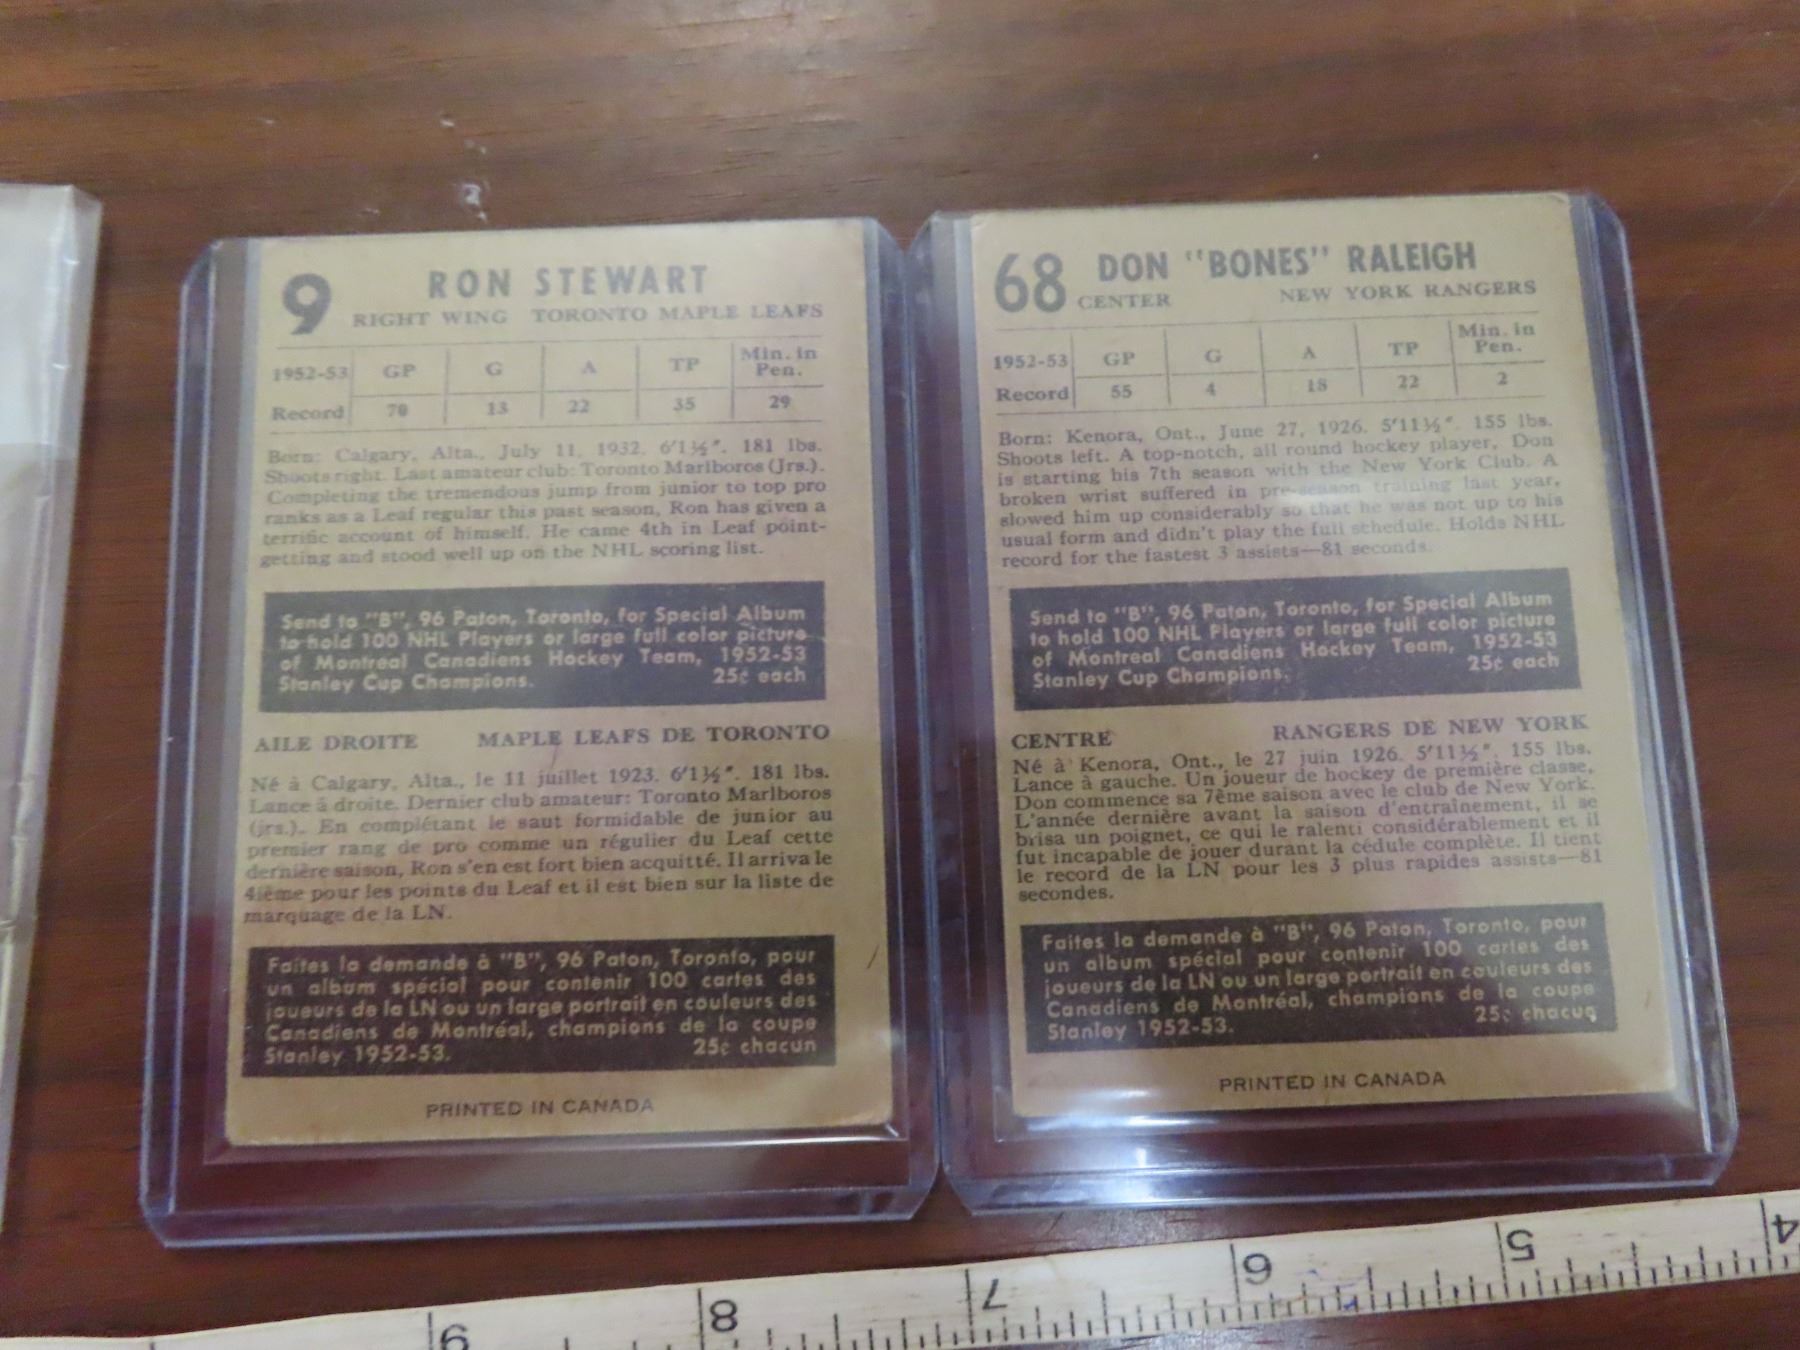 9 RON STEWART
RIGHT WING TORONTO MAPLE LEAFS
1952-53 GP G A TP Min. in Pen.
Record 70 13 22 35 29
Born: Calgary, Alta., July 11, 1932. 6'1½". 181 lbs.
Shoots right. Last amateur club: Toronto Marlboros (Jrs.).
Completing the tremendous jump from junior to top pro
ranks as a Leaf regular this past season, Ron has given a
terrific account of himself. He came 4th in Leaf point-
getting and stood well up on the NHL scoring list.
Send to "B", 96 Paton, Toronto, for Special Album
to hold 100 NHL Players or large full color picture
of Montreal Canadiens Hockey Team, 1952-53
Stanley Cup Champions. 25¢ each
AILE DROITE MAPLE LEAFS DE TORONTO
Né à Calgary, Alta., le 11 juillet 1923. 6'1½". 181 lbs.
Lance à droite. Dernier club amateur: Toronto Marlboros
(jrs.). En complétant le saut formidable de junior au
premier rang de pro comme un régulier du Leaf cette
dernière saison, Ron s'en est fort bien acquitté. Il arriva le
4ième pour les points du Leaf et il est bien sur la liste de
marquage de la LN.
Faites la demande à "B", 96 Paton, Toronto, pour
un album spécial pour contenir 100 cartes des
joueurs de la LN ou un large portrait en couleurs des
Canadiens de Montréal, champions de la coupe
Stanley 1952-53. 25¢ chacun
PRINTED IN CANADA
68 DON "BONES" RALEIGH
CENTER NEW YORK RANGERS
1952-53 GP G A TP Min. in Pen.
Record 55 4 18 22 2
Born: Kenora, Ont., June 27, 1926. 5'11½". 155 lbs.
Shoots left. A top-notch, all round hockey player, Don
is starting his 7th season with the New York Club. A
broken wrist suffered in pre-season training last year,
slowed him up considerably so that he was not up to his
usual form and didn't play the full schedule. Holds NHL
record for the fastest 3 assists—81 seconds.
Send to "B", 96 Paton, Toronto, for Special Album
to hold 100 NHL Players or large full color picture
of Montreal Canadiens Hockey Team, 1952-53
Stanley Cup Champions. 25¢ each
CENTRE RANGERS DE NEW YORK
Né à Kenora, Ont., le 27 juin 1926. 5'11½". 155 lbs.
Lance à gauche. Un joueur de hockey de première classe,
Don commence sa 7ème saison avec le club de New York.
L'année dernière avant la saison d'entraînement, il se
brisa un poignet, ce qui le ralenti considérablement et il
fut incapable de jouer durant la cédule complète. Il tient
le record de la LN pour les 3 plus rapides assists—81
secondes.
Faites la demande à "B", 96 Paton, Toronto, pour
un album spécial pour contenir 100 cartes des
joueurs de la LN ou un large portrait en couleurs des
Canadiens de Montréal, champions de la coupe
Stanley 1952-53. 25¢ chacun
PRINTED IN CANADA
9 8 7 6 5 4